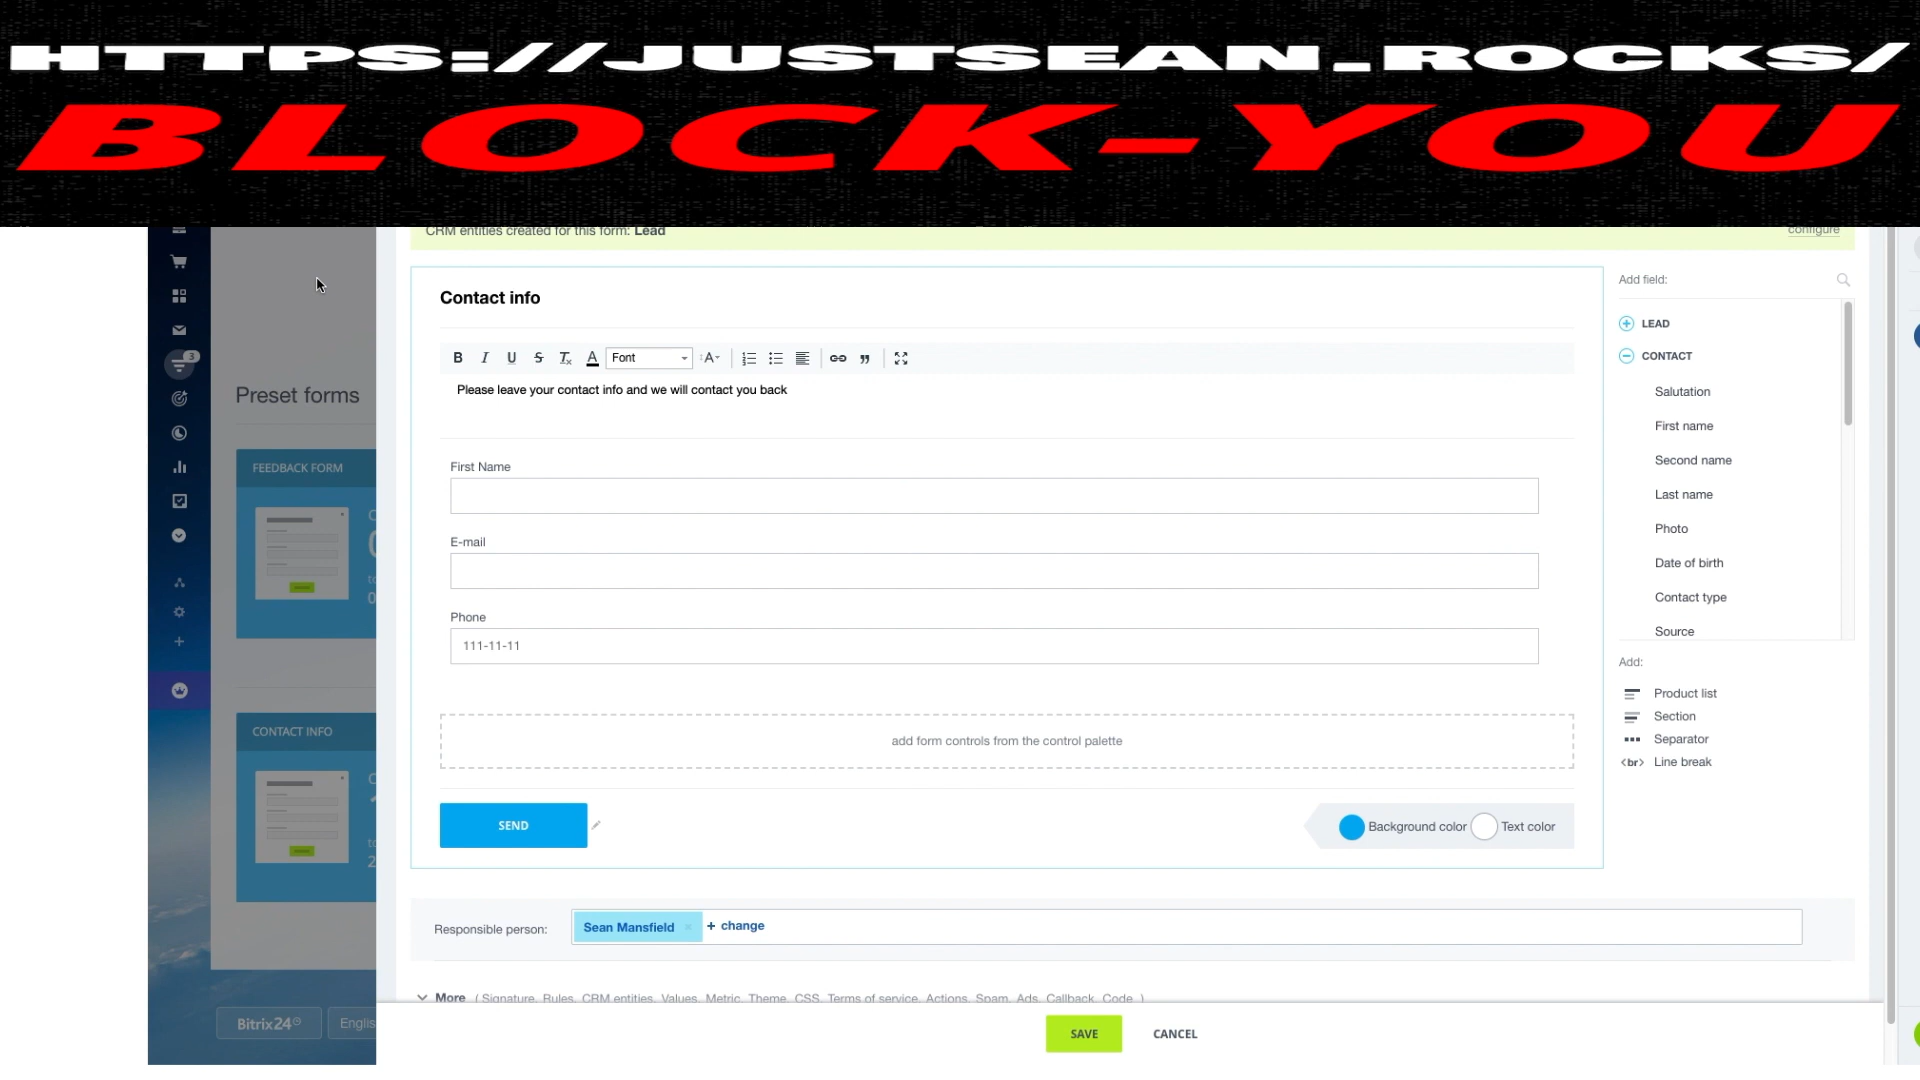 HTTPS://JUSTSEAN.ROCKS/
BLOCK-YOU
CRM entities created for this form: Lead
configure
Contact info
Add field:
LEAD
CONTACT
Salutation
First name
Second name
Last name
Photo
Date of birth
Contact type
Source
B I U S Tx A Font A
Please leave your contact info and we will contact you back
First Name
E-mail
Phone
111-11-11
add form controls from the control palette
SEND
Background color
Text color
Add:
Product list
Section
Separator
<br> Line break
3
Preset forms
FEEDBACK FORM
CONTACT INFO
Responsible person:
Sean Mansfield × + change
More ( Signature, Rules, CRM entities, Values, Metric, Theme, CSS, Terms of service, Actions, Spam, Ads, Callback, Code )
Bitrix24
SAVE
CANCEL